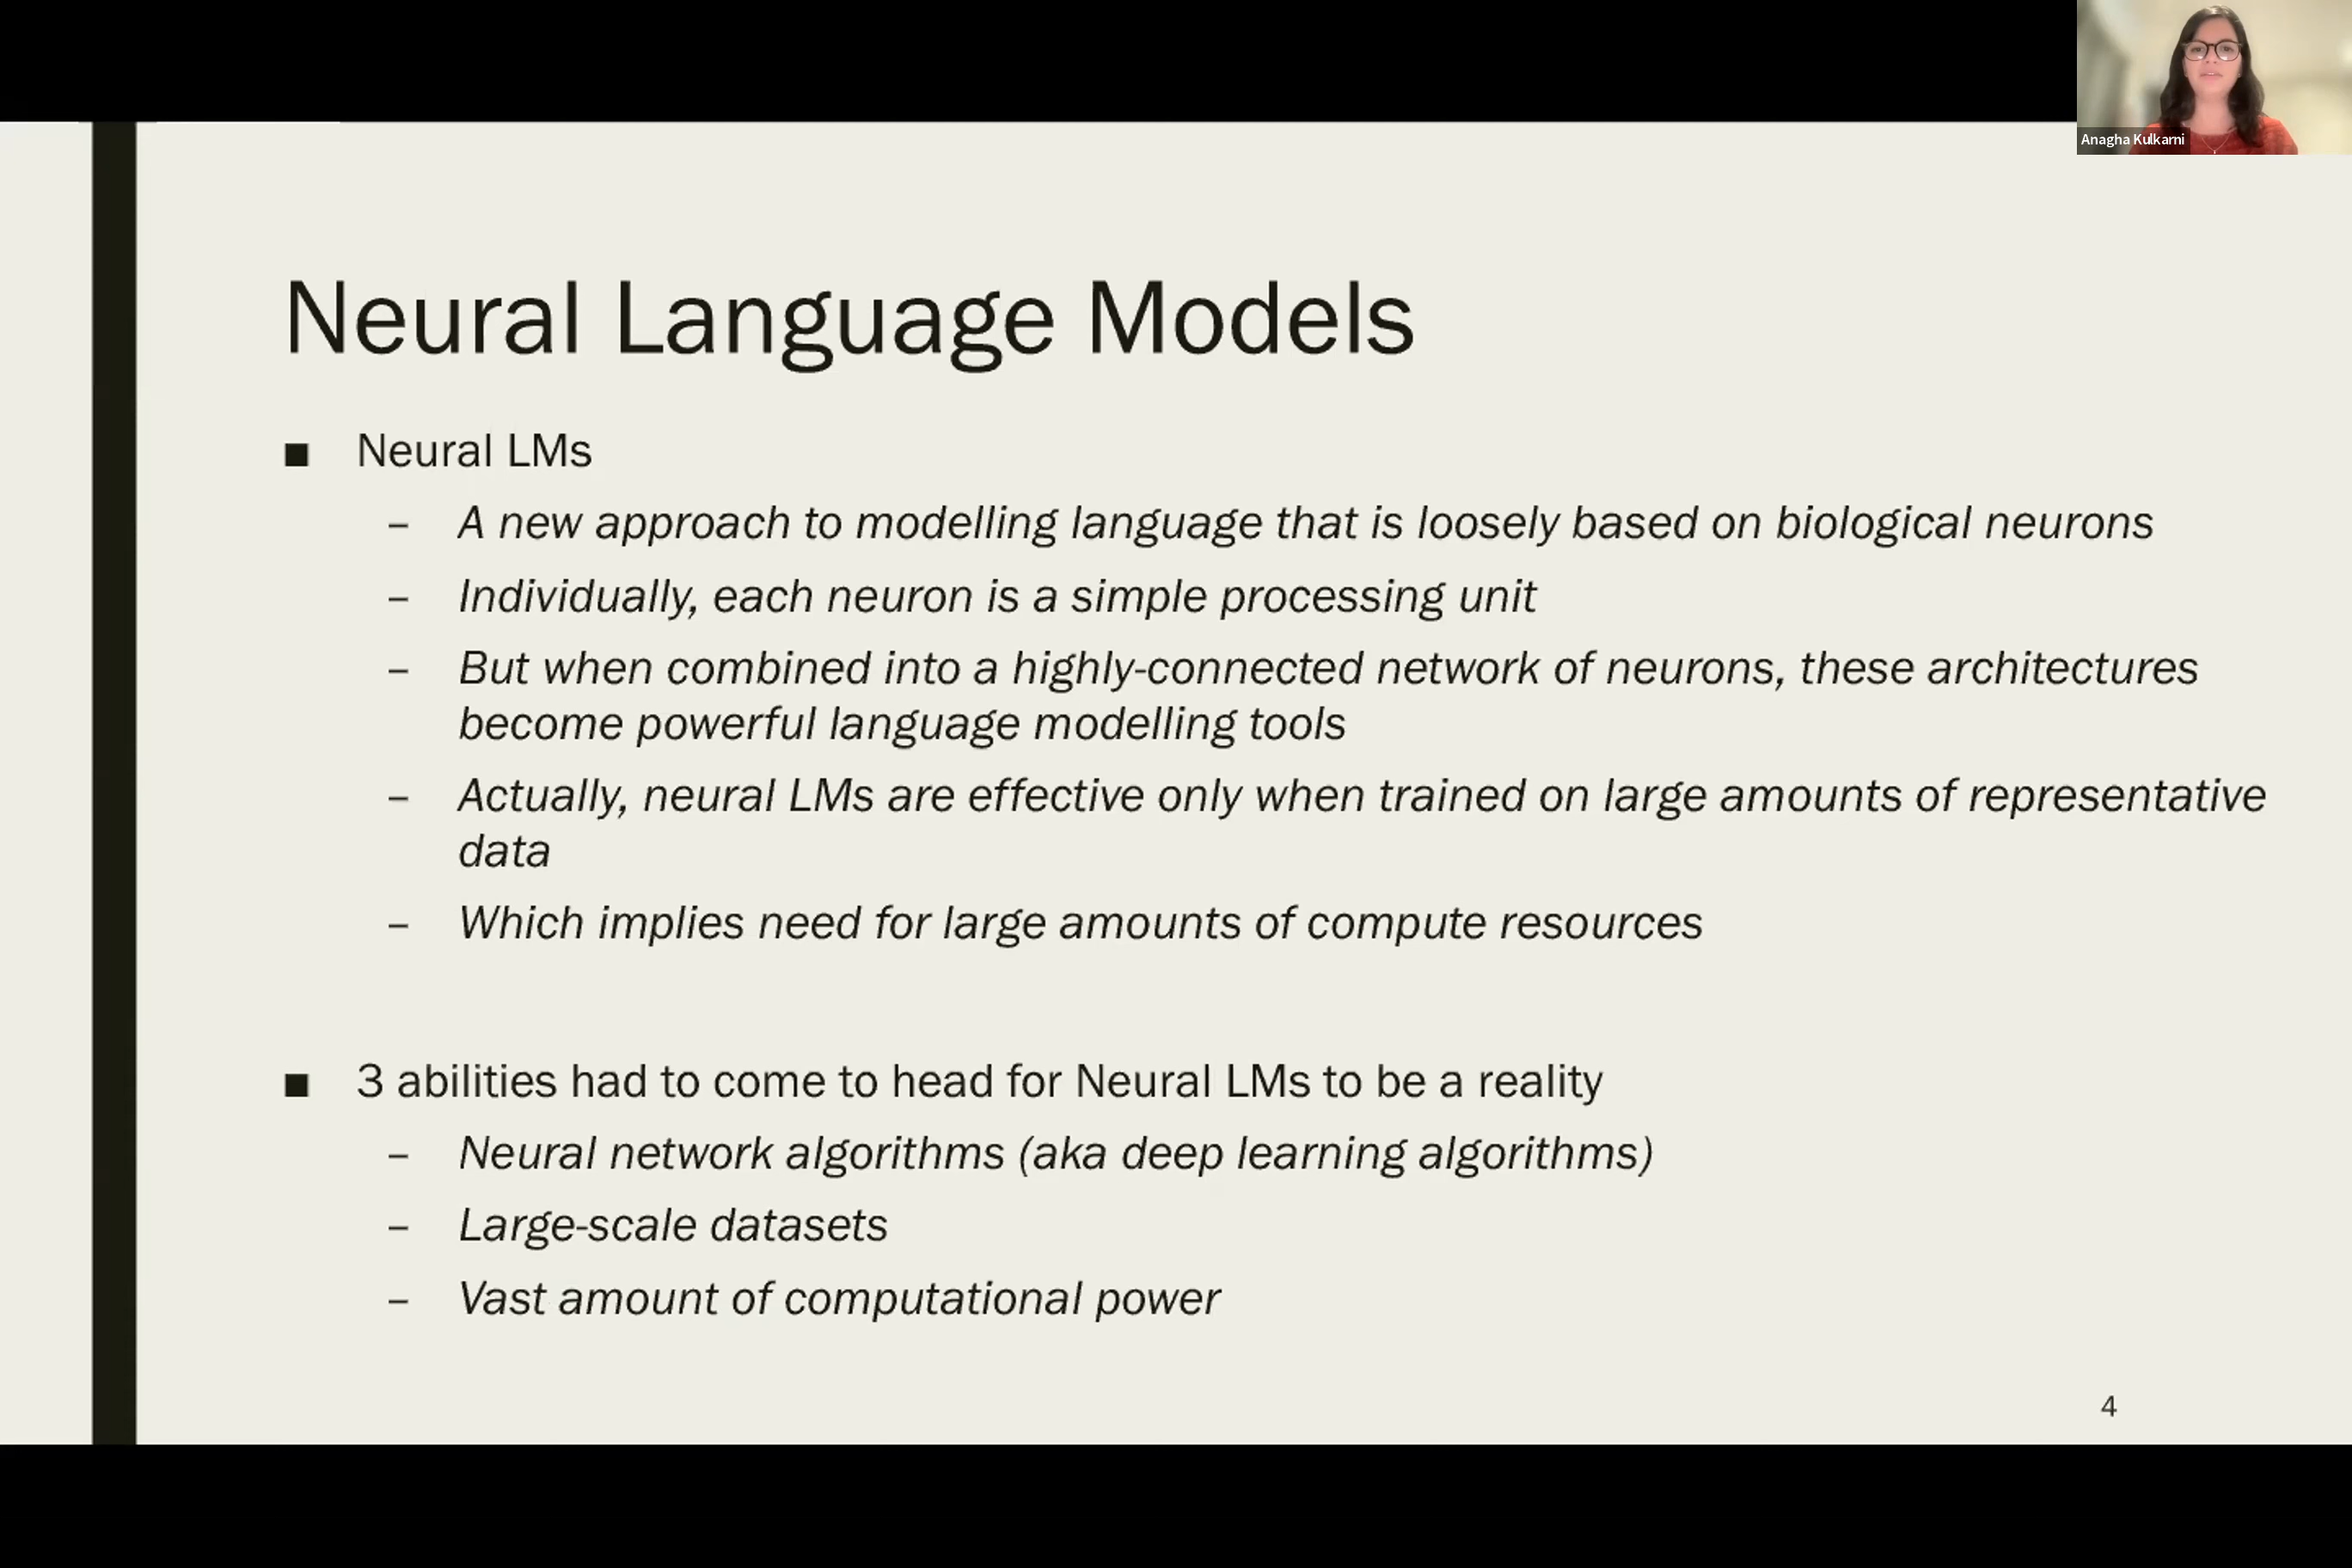 Anagha Kulkarni
Neural Language Models
■ Neural LMs
– A new approach to modelling language that is loosely based on biological neurons
– Individually, each neuron is a simple processing unit
– But when combined into a highly-connected network of neurons, these architectures
become powerful language modelling tools
– Actually, neural LMs are effective only when trained on large amounts of representative
data
– Which implies need for large amounts of compute resources
■ 3 abilities had to come to head for Neural LMs to be a reality
– Neural network algorithms (aka deep learning algorithms)
– Large-scale datasets
– Vast amount of computational power
4